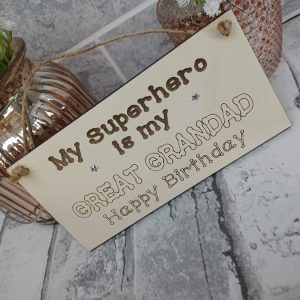 My Superhero
is my
GREAT GRANDAD
Happy Birthday